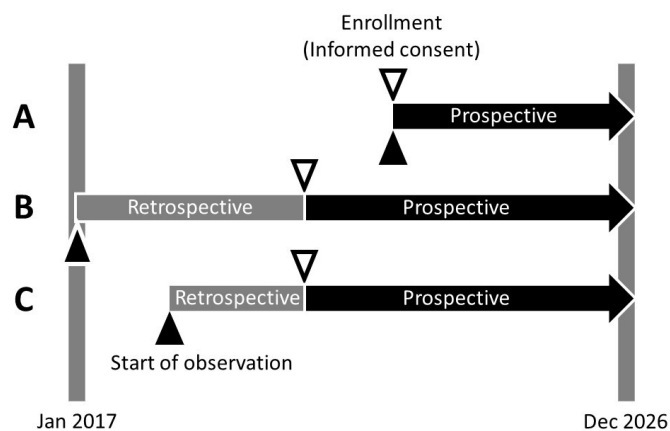 Enrollment
(Informed consent)
A
Prospective
B
Retrospective
Prospective
C
Retrospective
Prospective
Start of observation
Jan 2017
Dec 2026